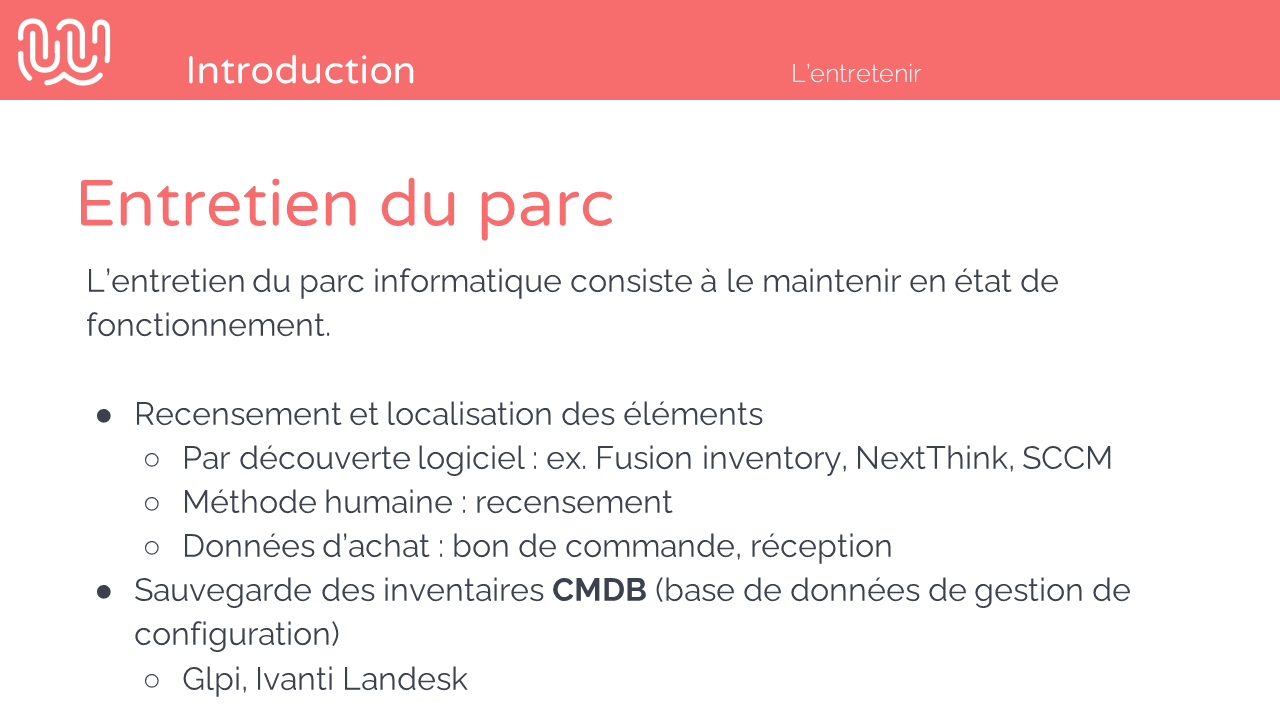 Introduction
L'entretenir
Entretien du parc
L'entretien du parc informatique consiste à le maintenir en état de
fonctionnement.
● Recensement et localisation des éléments
○ Par découverte logiciel : ex. Fusion inventory, NextThink, SCCM
○ Méthode humaine : recensement
○ Données d'achat : bon de commande, réception
● Sauvegarde des inventaires CMDB (base de données de gestion de
configuration)
○ Glpi, Ivanti Landesk